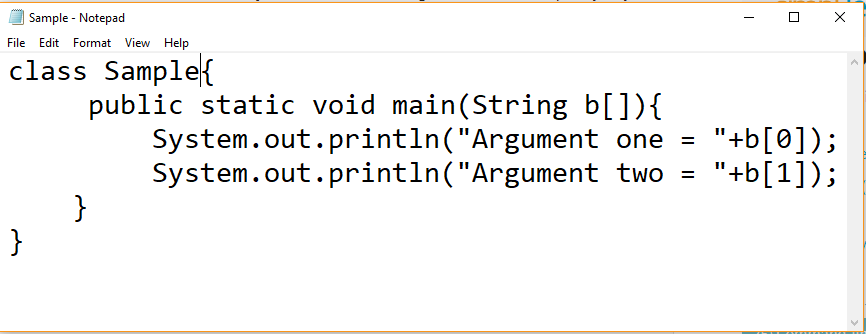 Sample - Notepad
File Edit Format View Help
class Sample{
public static void main(String b[]){
System.out.println("Argument one = "+b[0]);
System.out.println("Argument two = "+b[1]);
}
}